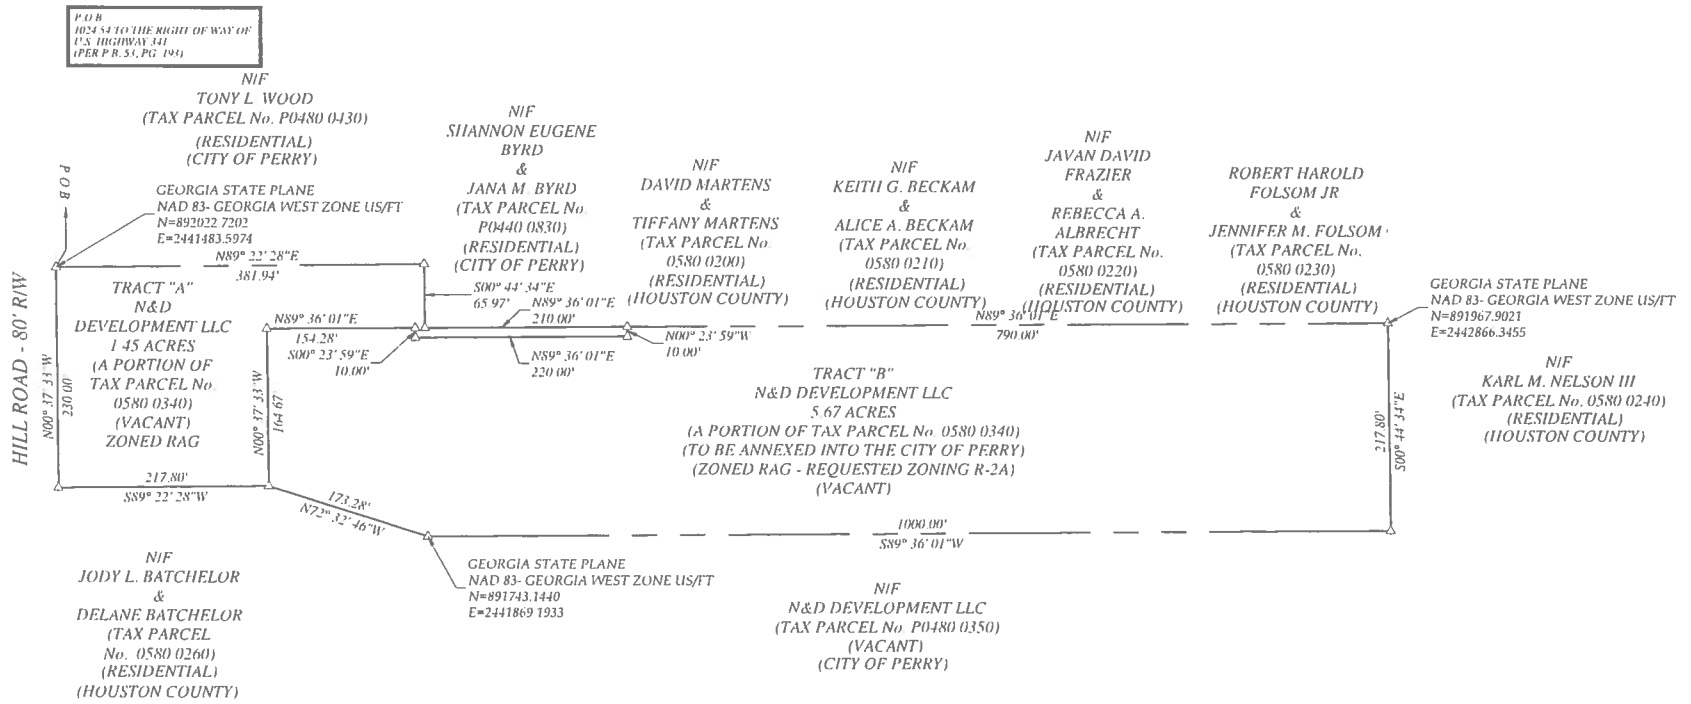 P.O.B
1024.54 TO THE RIGHT OF WAY OF
U.S. HIGHWAY 341
(PER P.B. 53, PG. 193)
N/F
TONY L. WOOD
(TAX PARCEL No. P0480 0430)
(RESIDENTIAL)
(CITY OF PERRY)
P O B
GEORGIA STATE PLANE
NAD 83- GEORGIA WEST ZONE US/FT
N=892022.7202
E=2441483.5974
N/F
SHANNON EUGENE
BYRD
&
JANA M. BYRD
(TAX PARCEL No.
P0440 0830)
(RESIDENTIAL)
(CITY OF PERRY)
N/F
DAVID MARTENS
&
TIFFANY MARTENS
(TAX PARCEL No.
0580 0200)
(RESIDENTIAL)
(HOUSTON COUNTY)
N/F
KEITH G. BECKAM
&
ALICE A. BECKAM
(TAX PARCEL No.
0580 0210)
(RESIDENTIAL)
(HOUSTON COUNTY)
N/F
JAVAN DAVID
FRAZIER
&
REBECCA A.
ALBRECHT
(TAX PARCEL No.
0580 0220)
(RESIDENTIAL)
(HOUSTON COUNTY)
ROBERT HAROLD
FOLSOM JR
&
JENNIFER M. FOLSOM
(TAX PARCEL No.
0580 0230)
(RESIDENTIAL)
(HOUSTON COUNTY)
GEORGIA STATE PLANE
NAD 83- GEORGIA WEST ZONE US/FT
N=891967.9021
E=2442866.3455
N89° 22' 28"E
381.94'
S00° 44' 34"E
65.97'
N89° 36' 01"E
210.00'
N89° 36' 01"E
154.28'
S00° 23' 59"E
10.00'
N89° 36' 01"E
220.00'
N00° 23' 59"W
10.00'
N89° 36' 01"E
790.00'
HILL ROAD - 80' R/W
N00° 37' 33"W
230.00'
TRACT "A"
N&D
DEVELOPMENT LLC
1.45 ACRES
(A PORTION OF
TAX PARCEL No.
0580 0340)
(VACANT)
ZONED RAG
N00° 37' 33"W
164.67'
TRACT "B"
N&D DEVELOPMENT LLC
5.67 ACRES
(A PORTION OF TAX PARCEL No. 0580 0340)
(TO BE ANNEXED INTO THE CITY OF PERRY)
(ZONED RAG - REQUESTED ZONING R-2A)
(VACANT)
217.80'
S00° 44' 34"E
N/F
KARL M. NELSON III
(TAX PARCEL No. 0580 0240)
(RESIDENTIAL)
(HOUSTON COUNTY)
217.80'
S89° 22' 28"W
173.28'
N72° 32' 46"W
1000.00'
S89° 36' 01"W
GEORGIA STATE PLANE
NAD 83- GEORGIA WEST ZONE US/FT
N=891743.1440
E=2441869.1933
N/F
JODY L. BATCHELOR
&
DELANE BATCHELOR
(TAX PARCEL
No. 0580 0260)
(RESIDENTIAL)
(HOUSTON COUNTY)
N/F
N&D DEVELOPMENT LLC
(TAX PARCEL No. P0480 0350)
(VACANT)
(CITY OF PERRY)